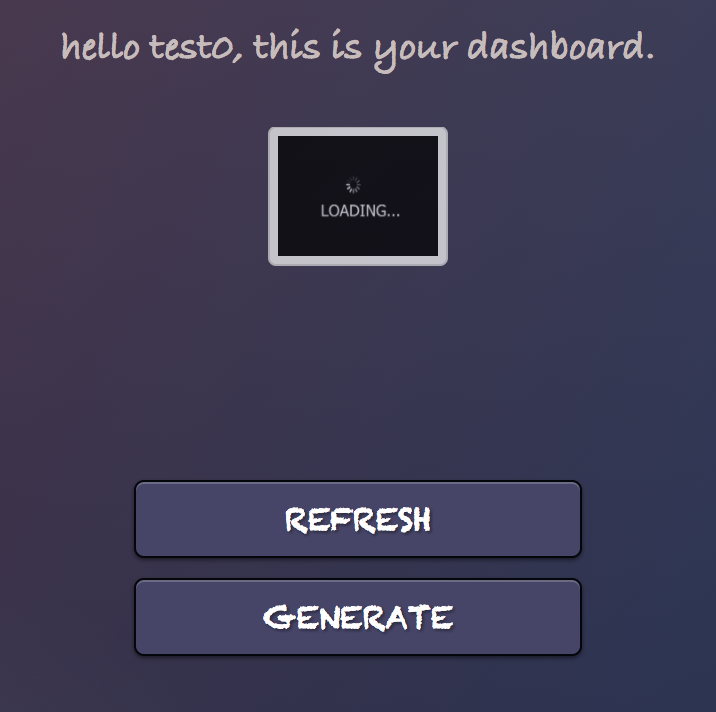 hello test0, this is your dashboard.
LOADING...
REFRESH
GENERATE